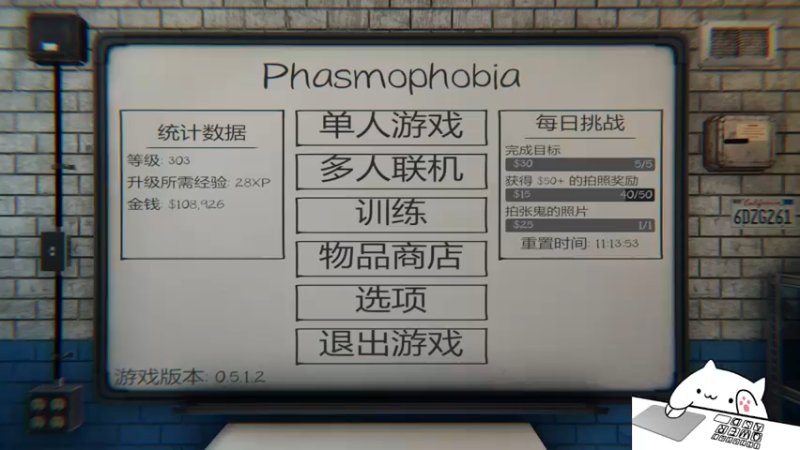 Phasmophobia
统计数据
等级: 303
升级所需经验: 28XP
金钱: $108,926
单人游戏
多人联机
训练
物品商店
选项
退出游戏
每日挑战
完成目标
$30 5/5
获得 $50+ 的拍照奖励
$15 40/50
拍张鬼的照片
$25 1/1
重置时间: 11:13:53
游戏版本: 0.5.1.2
California
6DZG261